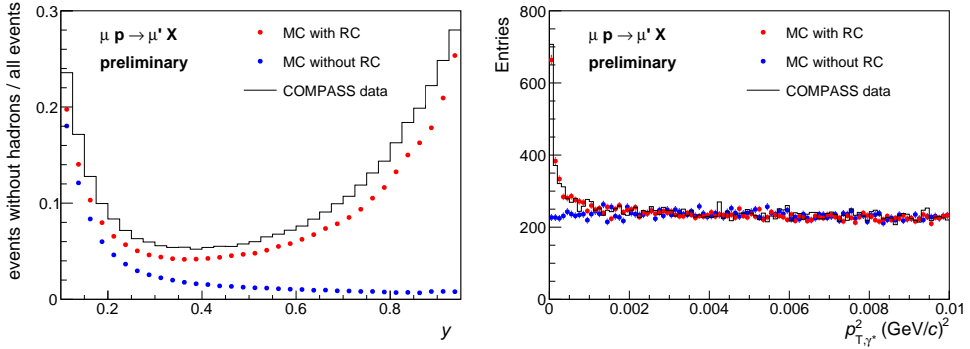 events without hadrons / all events
0.3
0.2
0.1
0
μ p → μ' X
preliminary
MC with RC
MC without RC
COMPASS data
0.2 0.4 0.6 0.8
y
Entries
800
600
400
200
0
μ p → μ' X
preliminary
MC with RC
MC without RC
COMPASS data
0 0.002 0.004 0.006 0.008 0.01
p²_T,γ* (GeV/c)²